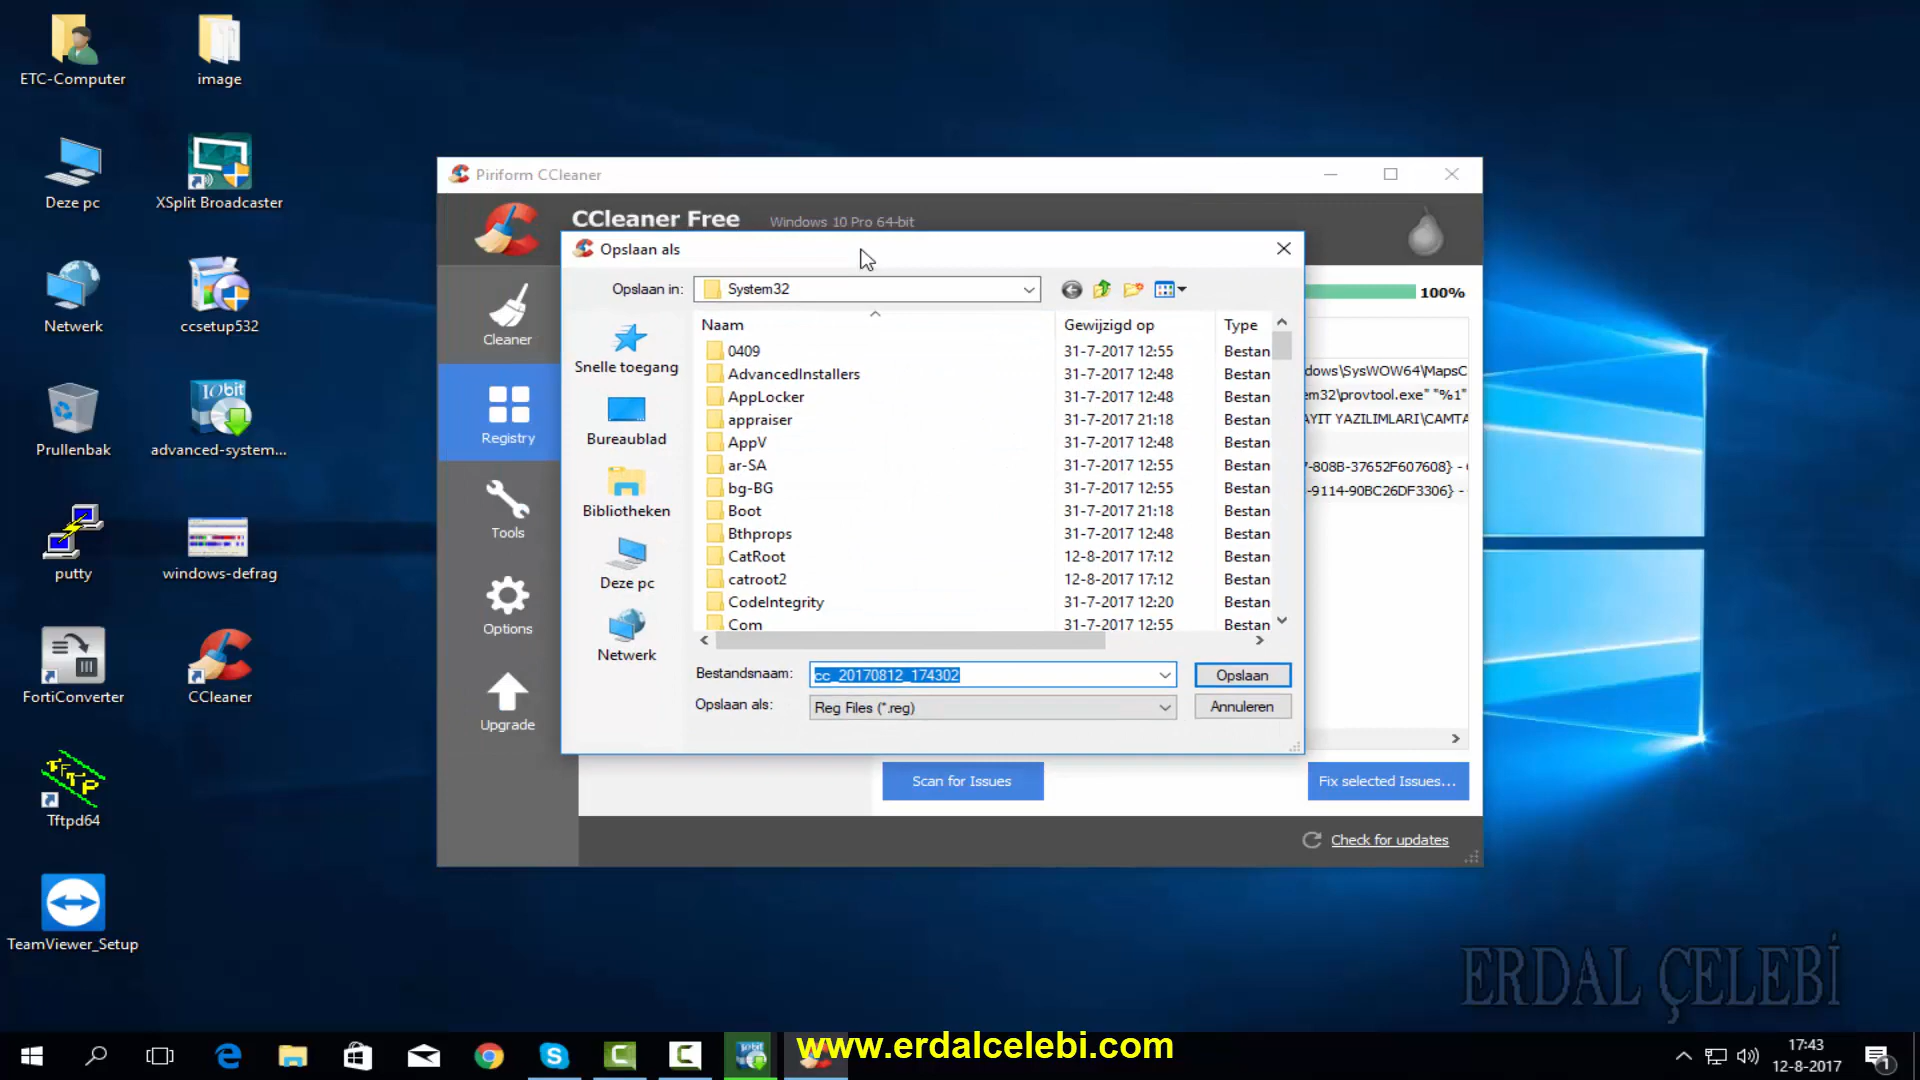 ETC-Computer
image
Deze pc
XSplit Broadcaster
Netwerk
ccsetup532
Prullenbak
advanced-system...
putty
windows-defrag
FortiConverter
CCleaner
Tftpd64
TeamViewer_Setup
Piriform CCleaner
CCleaner Free
Windows 10 Pro 64-bit
Cleaner
Registry
Tools
Options
Upgrade
Opslaan als
Opslaan in:
System32
Snelle toegang
Bureaublad
Bibliotheken
Deze pc
Netwerk
Naam Gewijzigd op Type
0409 31-7-2017 12:55 Bestan
AdvancedInstallers 31-7-2017 12:48 Bestan
AppLocker 31-7-2017 12:48 Bestan
appraiser 31-7-2017 21:18 Bestan
AppV 31-7-2017 12:48 Bestan
ar-SA 31-7-2017 12:55 Bestan
bg-BG 31-7-2017 12:55 Bestan
Boot 31-7-2017 21:18 Bestan
Bthprops 31-7-2017 12:48 Bestan
CatRoot 12-8-2017 17:12 Bestan
catroot2 12-8-2017 17:12 Bestan
CodeIntegrity 31-7-2017 12:20 Bestan
Com 31-7-2017 12:55 Bestan
Bestandsnaam: cc_20170812_174302 Opslaan
Opslaan als: Reg Files (*.reg) Annuleren
100%
dows\SysWOW64\MapsC
em32\provtool.exe" "%1"
AYIT YAZILIMLARI\CAMTA
7-808B-37652F607608} -
-9114-90BC26DF3306} -
Scan for Issues
Fix selected Issues...
Check for updates
ERDAL ÇELEBİ
www.erdalcelebi.com
17:43
12-8-2017
1